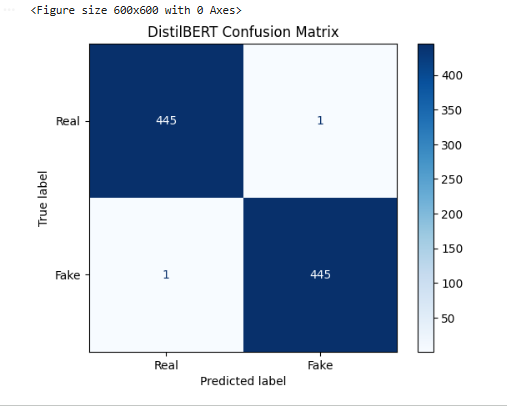 <Figure size 600x600 with 0 Axes>
DistilBERT Confusion Matrix
Real
445
1
400
350
300
250
200
150
100
50
True label
Fake
1
445
Real
Fake
Predicted label